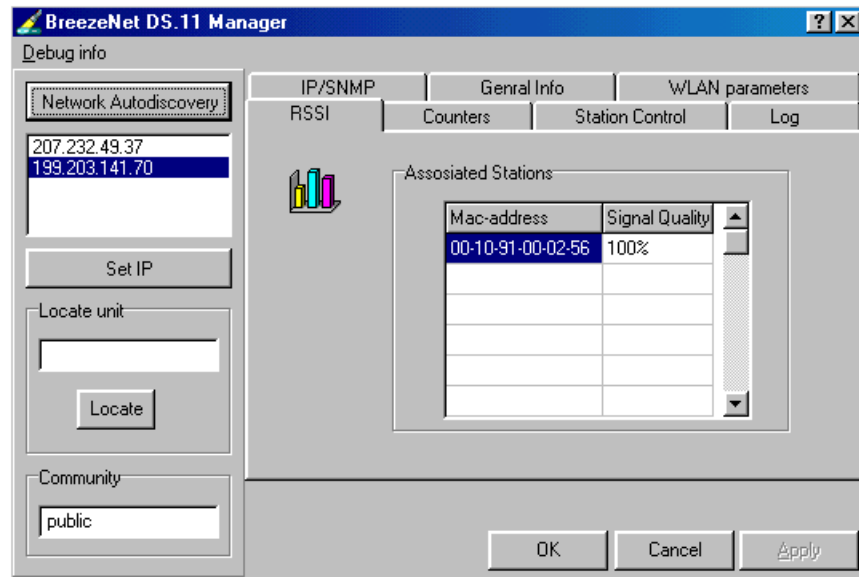 BreezeNet DS.11 Manager
Debug info
Network Autodiscovery
207.232.49.37
199.203.141.70
Set IP
Locate unit
Locate
Community
public
IP/SNMP Genral Info WLAN parameters
RSSI Counters Station Control Log
Assosiated Stations
Mac-address Signal Quality
00-10-91-00-02-56 100%
OK Cancel Apply